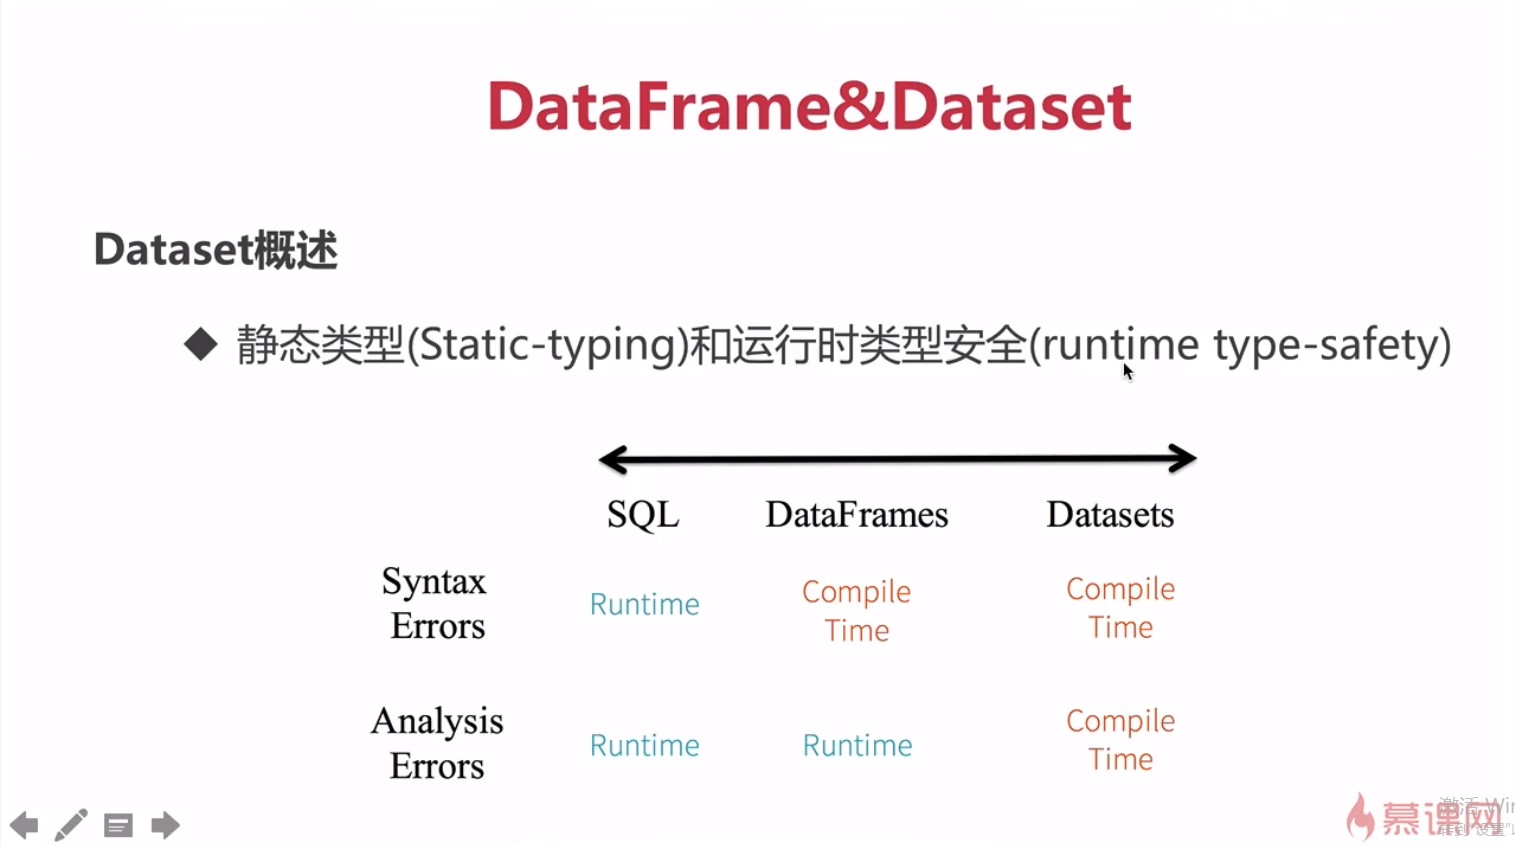 DataFrame&Dataset
Dataset概述
◆ 静态类型(Static-typing)和运行时类型安全(runtime type-safety)
SQL DataFrames Datasets
Syntax
Errors
Runtime
Compile
Time
Compile
Time
Analysis
Errors
Runtime
Runtime
Compile
Time
慕课网
激活 Win
转到"设置"以